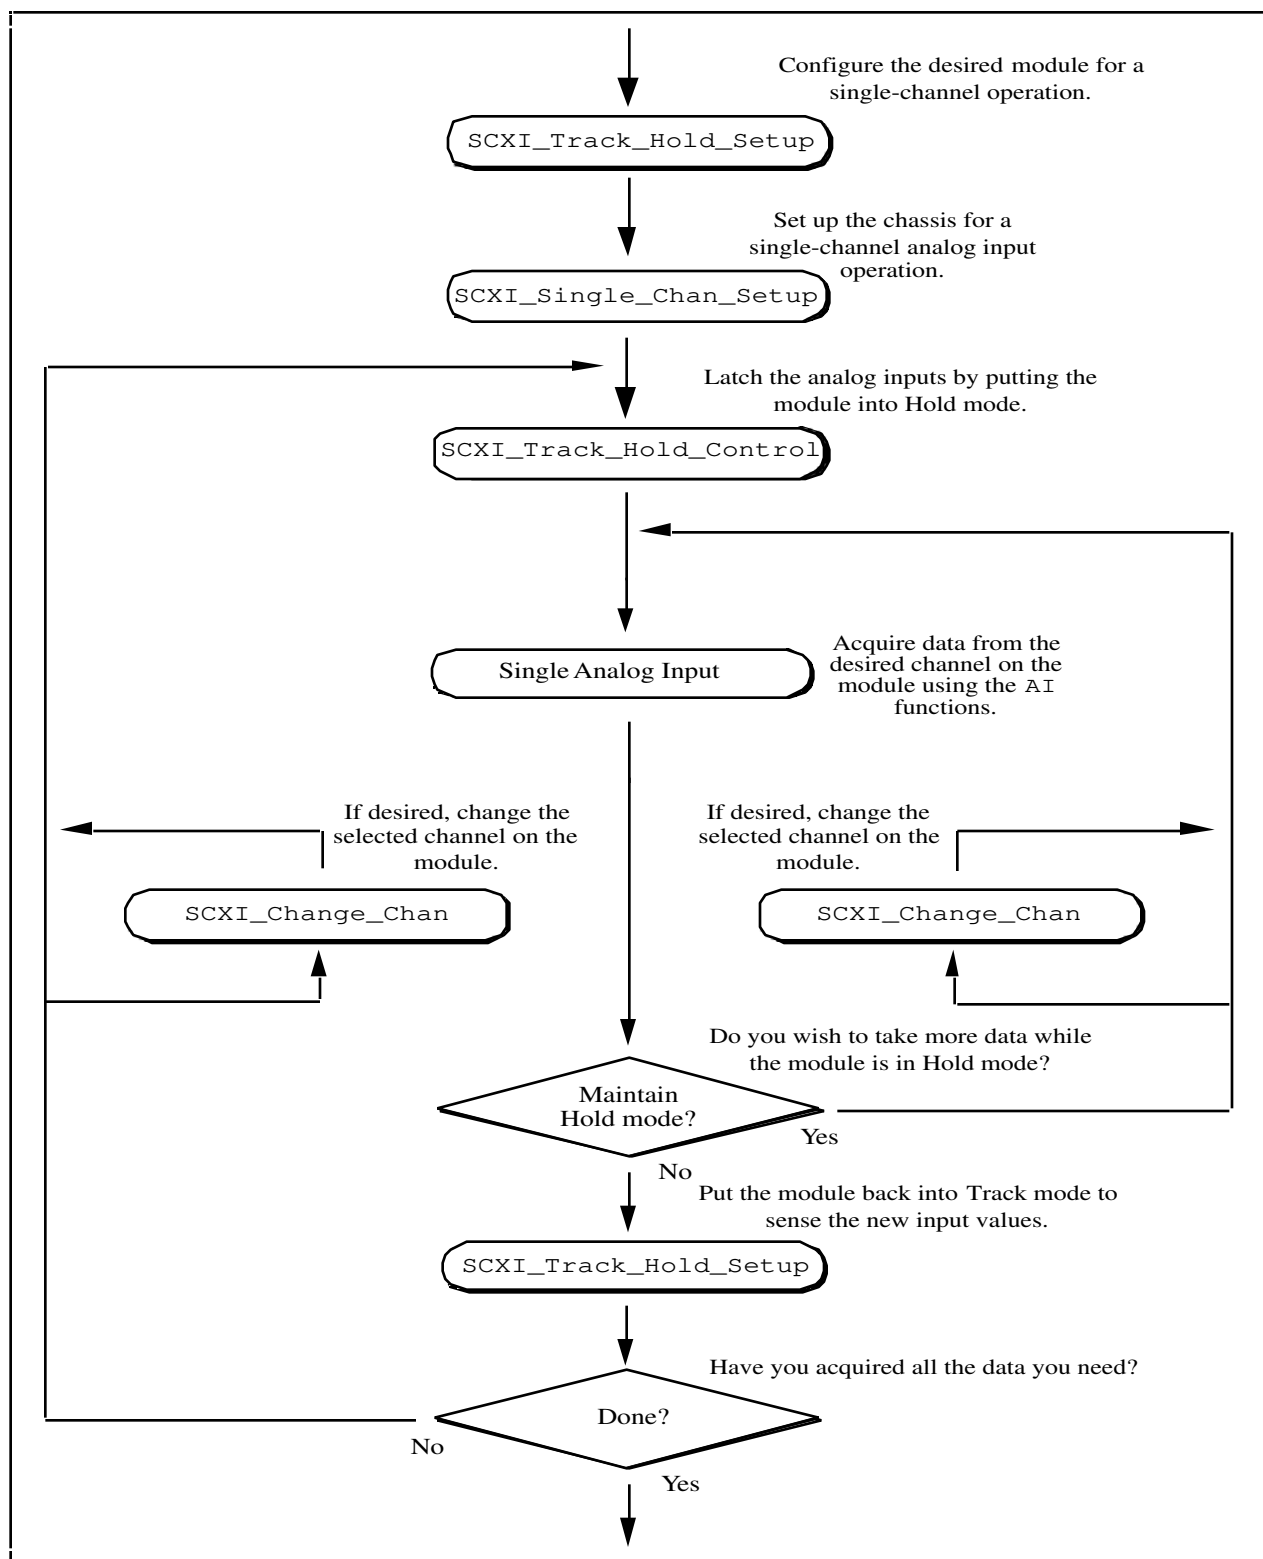 Configure the desired module for a
single-channel operation.
SCXI_Track_Hold_Setup
Set up the chassis for a
single-channel analog input
operation.
SCXI_Single_Chan_Setup
Latch the analog inputs by putting the
module into Hold mode.
SCXI_Track_Hold_Control
Single Analog Input
Acquire data from the
desired channel on the
module using the AI
functions.
If desired, change the
selected channel on the
module.
SCXI_Change_Chan
If desired, change the
selected channel on the
module.
SCXI_Change_Chan
Do you wish to take more data while
the module is in Hold mode?
Maintain
Hold mode?
Yes
No
Put the module back into Track mode to
sense the new input values.
SCXI_Track_Hold_Setup
Have you acquired all the data you need?
Done?
No
Yes